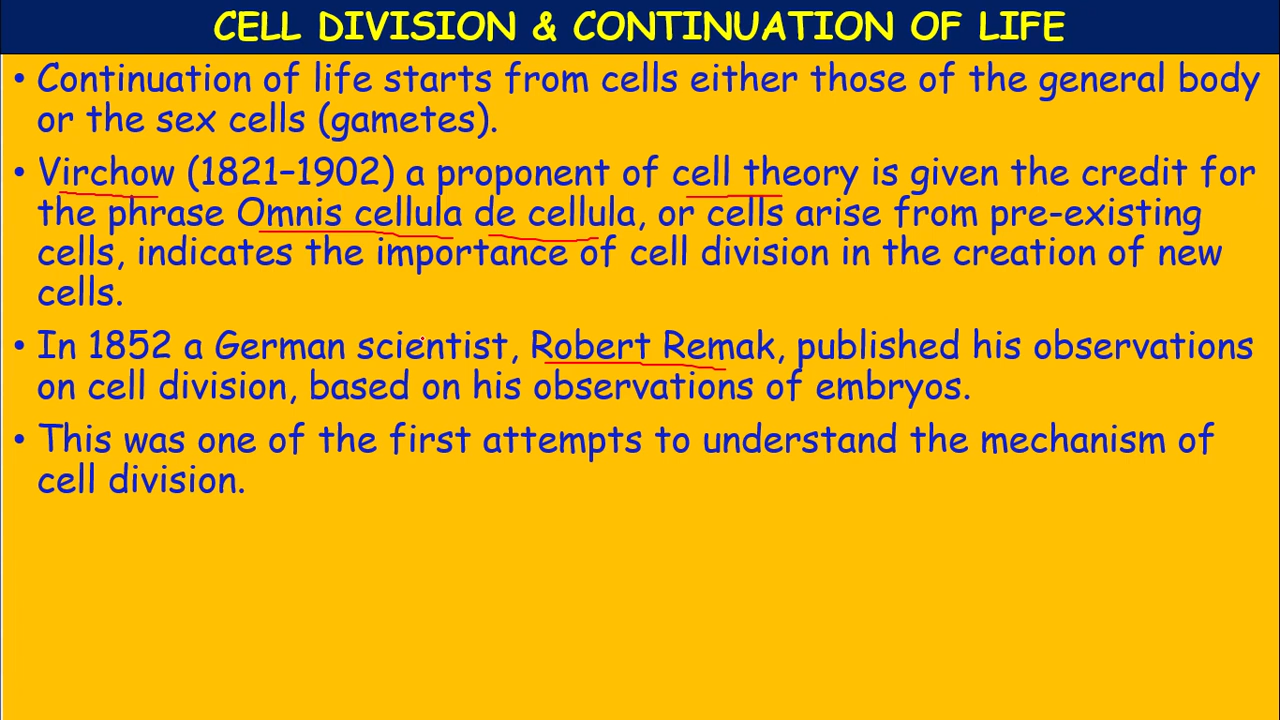 CELL DIVISION & CONTINUATION OF LIFE
• Continuation of life starts from cells either those of the general body
or the sex cells (gametes).
• Virchow (1821–1902) a proponent of cell theory is given the credit for
the phrase Omnis cellula de cellula, or cells arise from pre-existing
cells, indicates the importance of cell division in the creation of new
cells.
• In 1852 a German scientist, Robert Remak, published his observations
on cell division, based on his observations of embryos.
• This was one of the first attempts to understand the mechanism of
cell division.